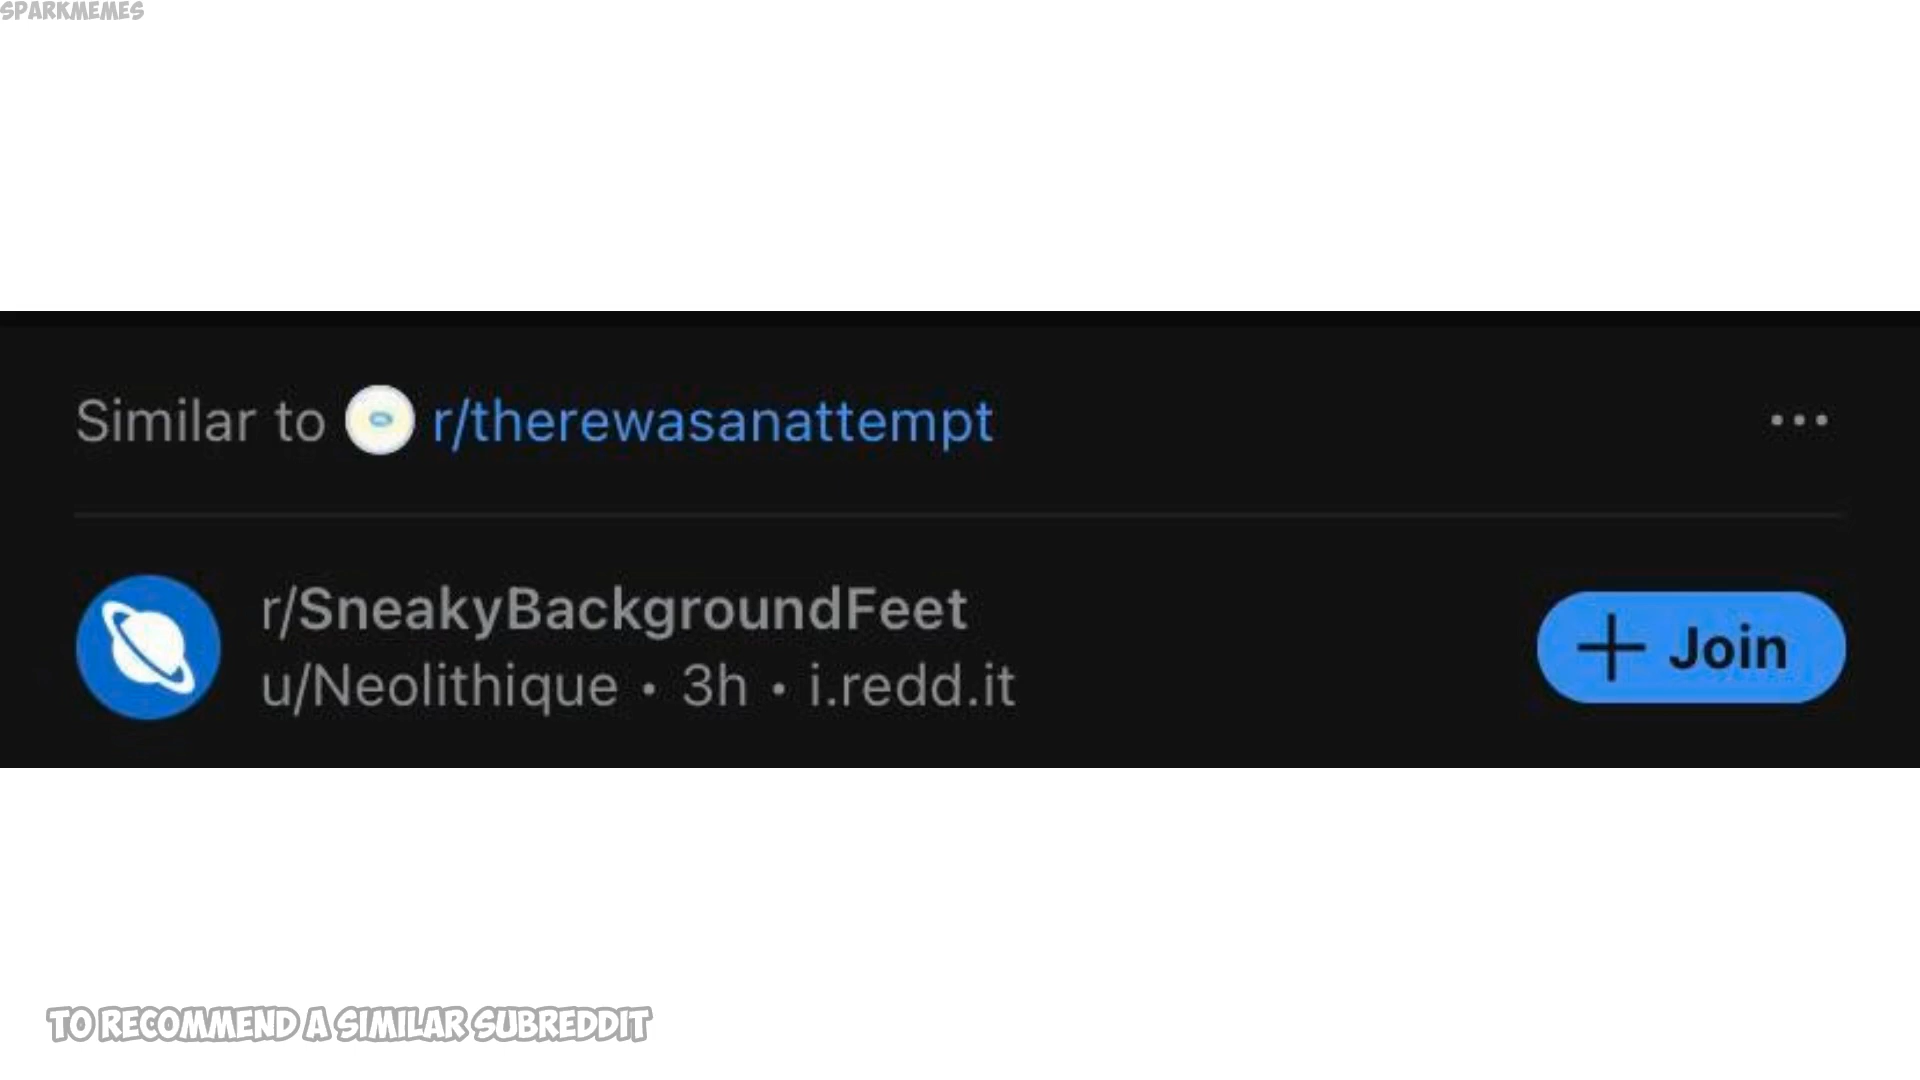 SPARKMEMES
Similar to r/therewasanattempt
r/SneakyBackgroundFeet
u/Neolithique • 3h • i.redd.it
+ Join
TO RECOMMEND A SIMILAR SUBREDDIT